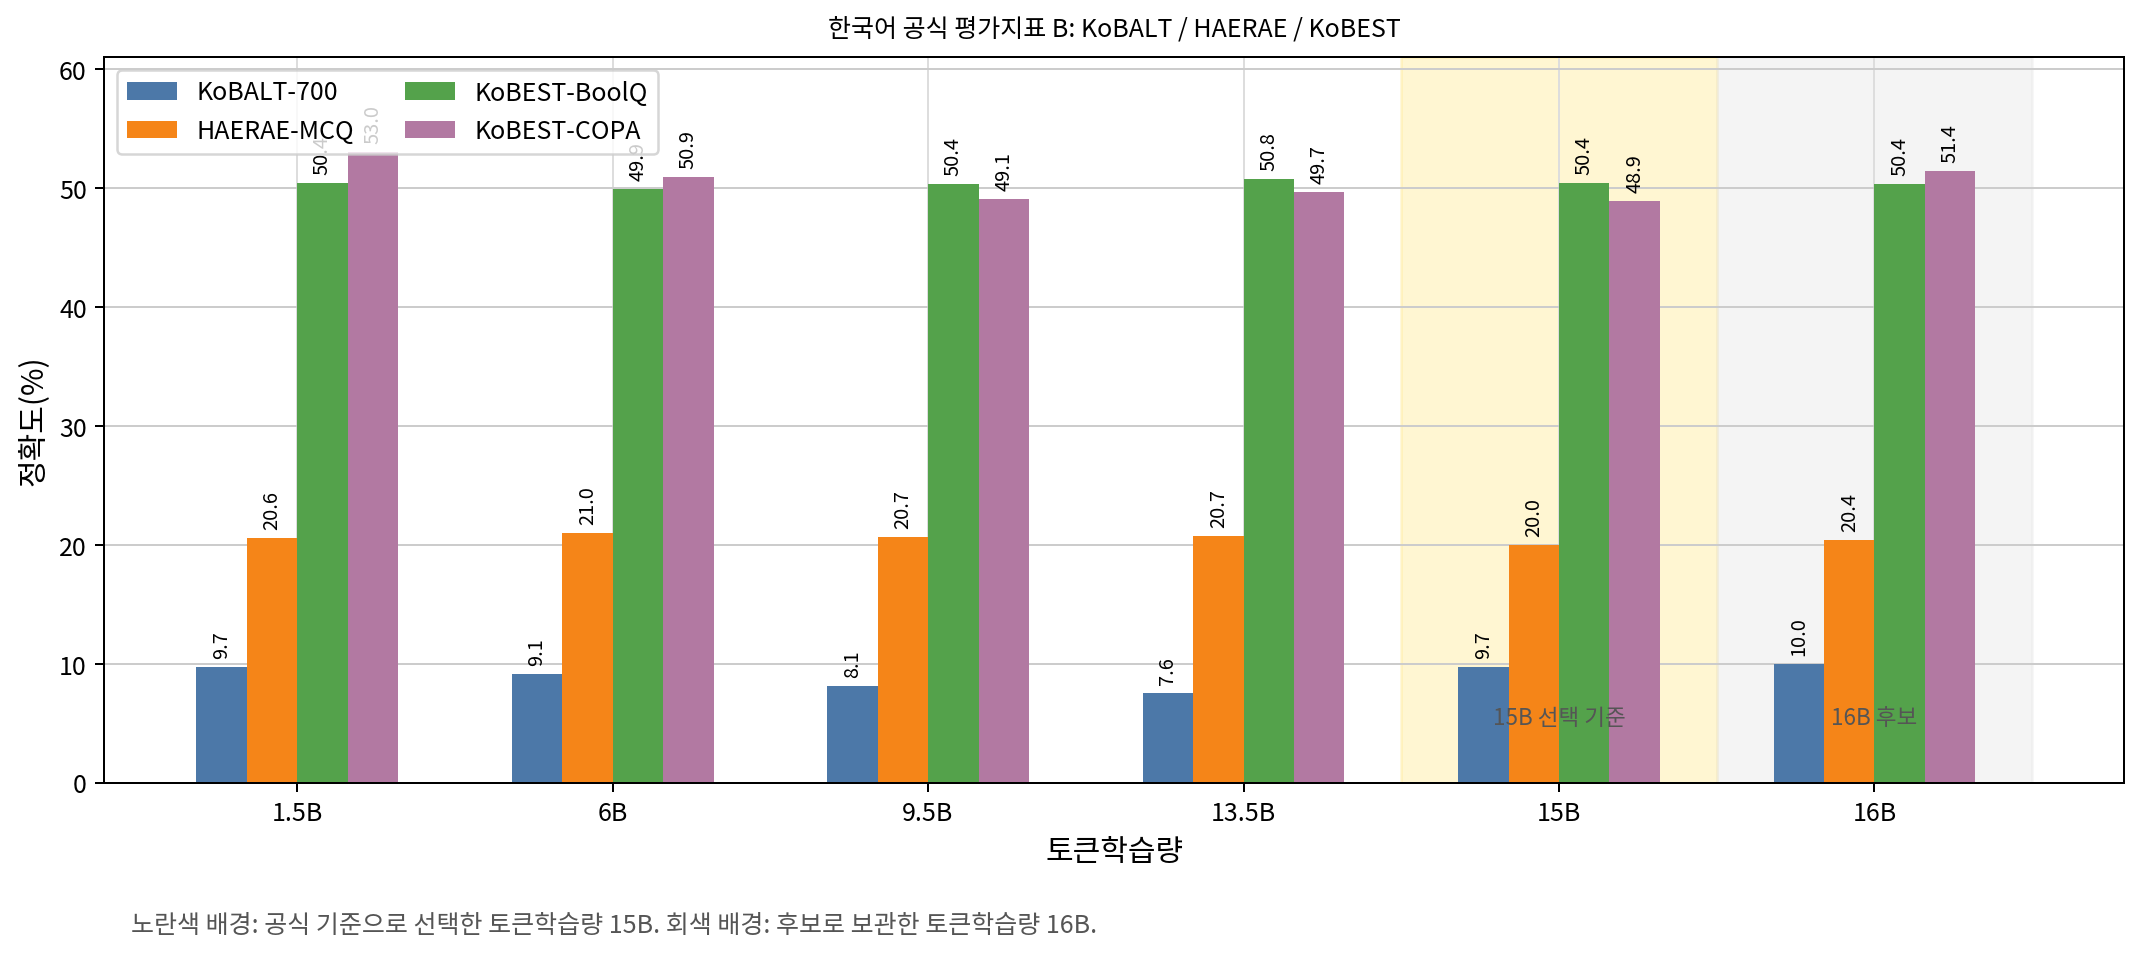 한국어 공식 평가지표 B: KoBALT / HAERAE / KoBEST
KoBALT-700
HAERAE-MCQ
KoBEST-BoolQ
KoBEST-COPA
정확도(%)
60
50
40
30
20
10
0
9.7
20.6
50.4
53.0
9.1
21.0
49.9
50.9
8.1
20.7
50.4
49.1
7.6
20.7
50.8
49.7
9.7
20.0
50.4
48.9
10.0
20.4
50.4
51.4
15B 선택 기준
16B 후보
1.5B
6B
9.5B
13.5B
15B
16B
토큰학습량
노란색 배경: 공식 기준으로 선택한 토큰학습량 15B. 회색 배경: 후보로 보관한 토큰학습량 16B.